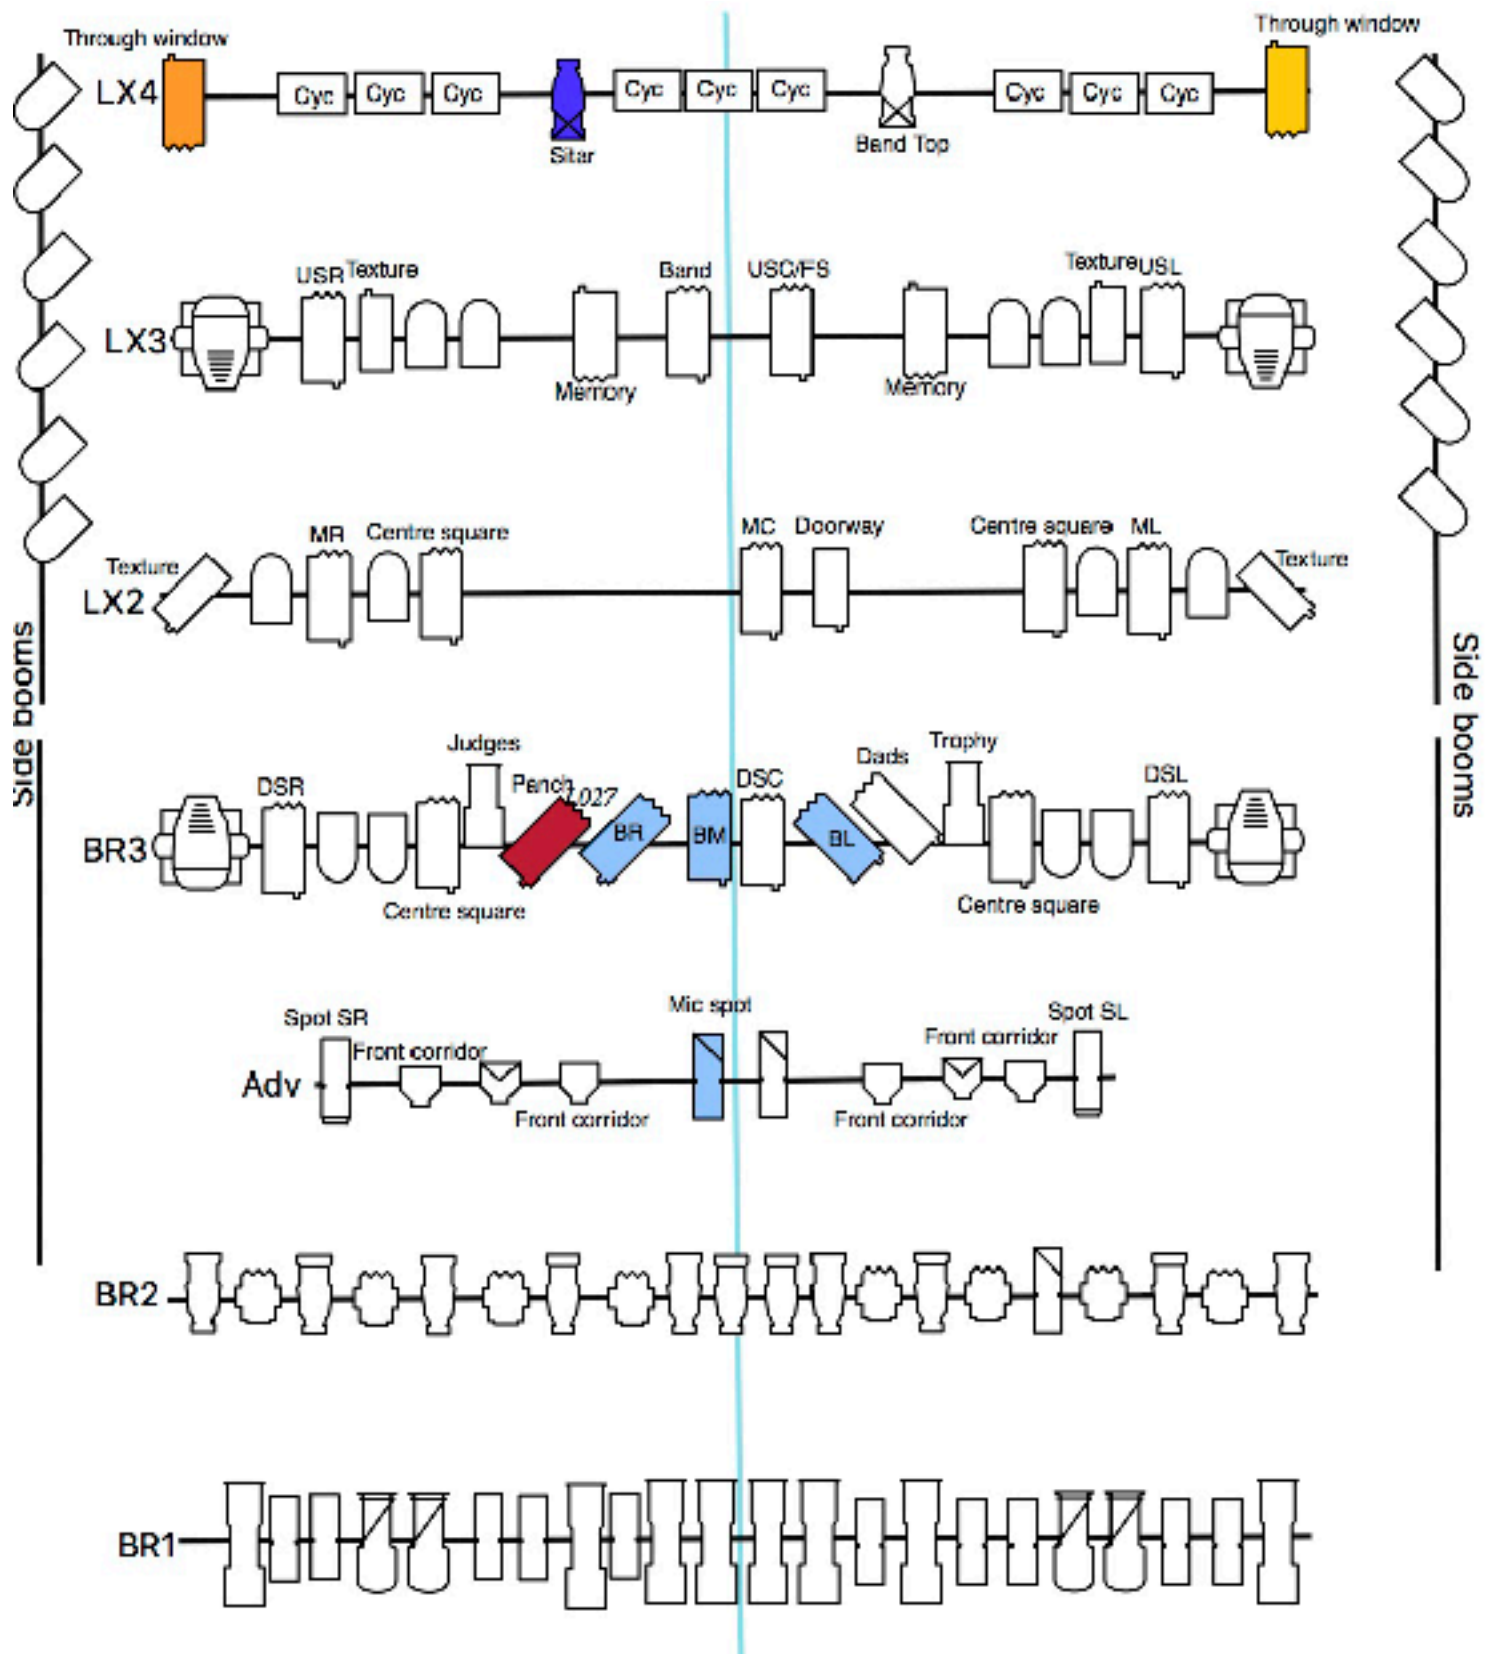 Through window
Through window
LX4
Cyc Cyc Cyc Cyc Cyc Cyc Cyc Cyc Cyc
Sitar
Band Top
USR Texture Band USC/FS Texture USL
LX3
Memory
Memory
MR Centre square MC Doorway Centre square ML
Texture
Texture
LX2
Side booms
Side booms
Judges Dads Trophy
DSR Panch L027 DSC DSL
BR3 BR BM BL
Centre square
Centre square
Mic spot
Spot SR
Spot SL
Front corridor
Front corridor
Adv
Front corridor
Front corridor
BR2
BR1